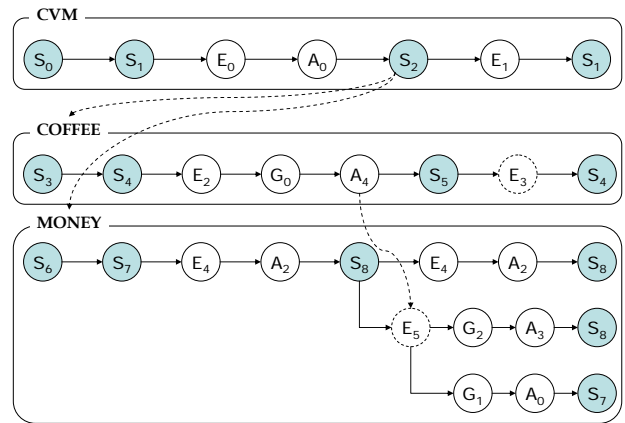 CVM
S₀ S₁ E₀ A₀ S₂ E₁ S₁
COFFEE
S₃ S₄ E₂ G₀ A₄ S₅ E₃ S₄
MONEY
S₆ S₇ E₄ A₂ S₈ E₄ A₂ S₈
E₅ G₂ A₃ S₈
G₁ A₀ S₇